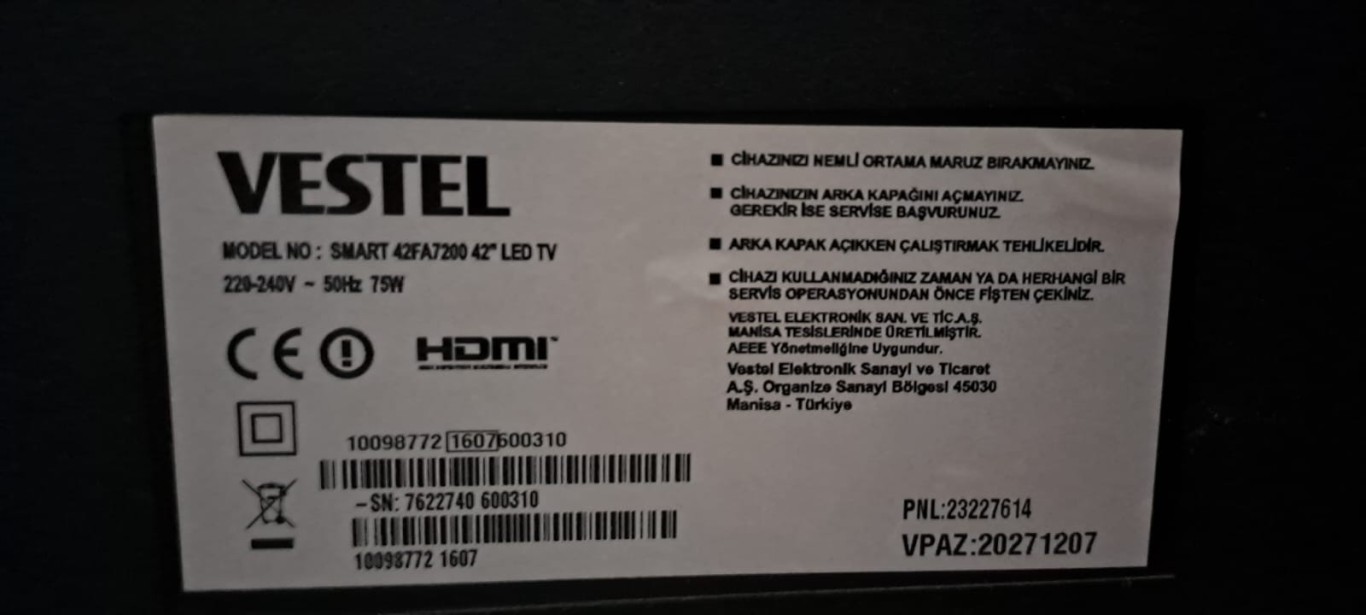 VESTEL
MODEL NO : SMART 42FA7200 42" LED TV
220-240V ~ 50Hz 75W
CE
HDMI
10098772 1607600310
-SN: 7622740 600310
10098772 1607
■ CİHAZINIZI NEMLİ ORTAMA MARUZ BIRAKMAYINIZ.
■ CİHAZINIZIN ARKA KAPAĞINI AÇMAYINIZ.
GEREKİR İSE SERVİSE BAŞVURUNUZ.
■ ARKA KAPAK AÇIKKEN ÇALIŞTIRMAK TEHLİKELİDİR.
■ CİHAZI KULLANMADIĞINIZ ZAMAN YA DA HERHANGİ BİR
SERVİS OPERASYONUNDAN ÖNCE FİŞTEN ÇEKİNİZ.
VESTEL ELEKTRONİK SAN. VE TİC.A.Ş.
MANİSA TESİSLERİNDE ÜRETİLMİŞTİR.
AEEE Yönetmeliğine Uygundur.
Vestel Elektronik Sanayi ve Ticaret
A.Ş. Organize Sanayi Bölgesi 45030
Manisa - Türkiye
PNL:23227614
VPAZ:20271207